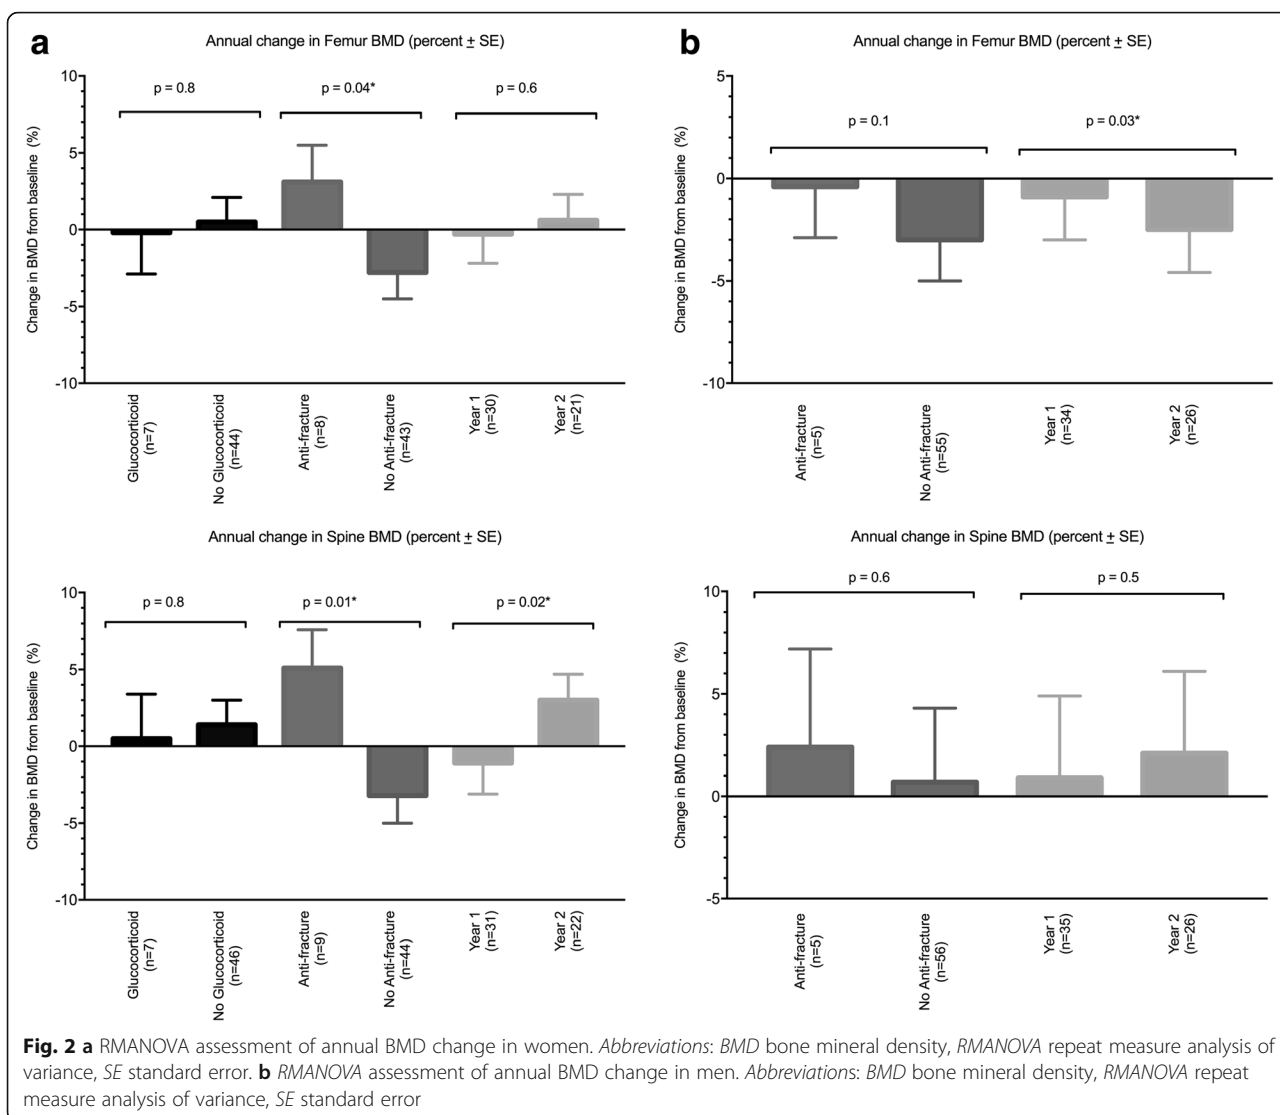 a
Annual change in Femur BMD (percent ± SE)
Change in BMD from baseline (%)
10
5
0
-5
-10
p = 0.8
p = 0.04*
p = 0.6
Glucocorticoid
(n=7)
No Glucocorticoid
(n=44)
Anti-fracture
(n=8)
No Anti-fracture
(n=43)
Year 1
(n=30)
Year 2
(n=21)
b
Annual change in Femur BMD (percent ± SE)
Change in BMD from baseline (%)
5
0
-5
-10
p = 0.1
p = 0.03*
Anti-fracture
(n=5)
No Anti-fracture
(n=55)
Year 1
(n=34)
Year 2
(n=26)
Annual change in Spine BMD (percent ± SE)
Change in BMD from baseline (%)
10
5
0
-5
-10
p = 0.8
p = 0.01*
p = 0.02*
Glucocorticoid
(n=7)
No Glucocorticoid
(n=46)
Anti-fracture
(n=9)
No Anti-fracture
(n=44)
Year 1
(n=31)
Year 2
(n=22)
Annual change in Spine BMD (percent ± SE)
Change in BMD from baseline (%)
10
5
0
-5
p = 0.6
p = 0.5
Anti-fracture
(n=5)
No Anti-fracture
(n=56)
Year 1
(n=35)
Year 2
(n=26)
Fig. 2 a RMANOVA assessment of annual BMD change in women. Abbreviations: BMD bone mineral density, RMANOVA repeat measure analysis of
variance, SE standard error. b RMANOVA assessment of annual BMD change in men. Abbreviations: BMD bone mineral density, RMANOVA repeat
measure analysis of variance, SE standard error